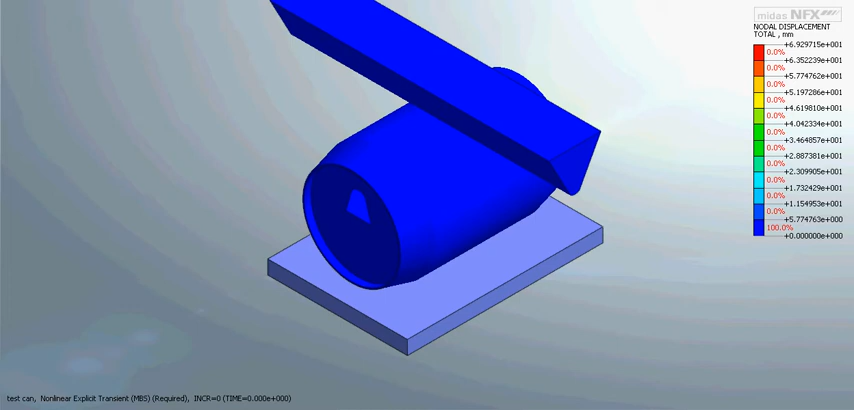 midas NFX
NODAL DISPLACEMENT
TOTAL , mm
+6.929715e+001
0.0%
+6.352239e+001
0.0%
+5.774762e+001
0.0%
+5.197286e+001
0.0%
+4.619810e+001
0.0%
+4.042334e+001
0.0%
+3.464857e+001
0.0%
+2.887381e+001
0.0%
+2.309905e+001
0.0%
+1.732429e+001
0.0%
+1.154953e+001
0.0%
+5.774763e+000
100.0%
+0.000000e+000
test can, Nonlinear Explicit Transient (MBS) (Required), INCR=0 (TIME=0.000e+000)